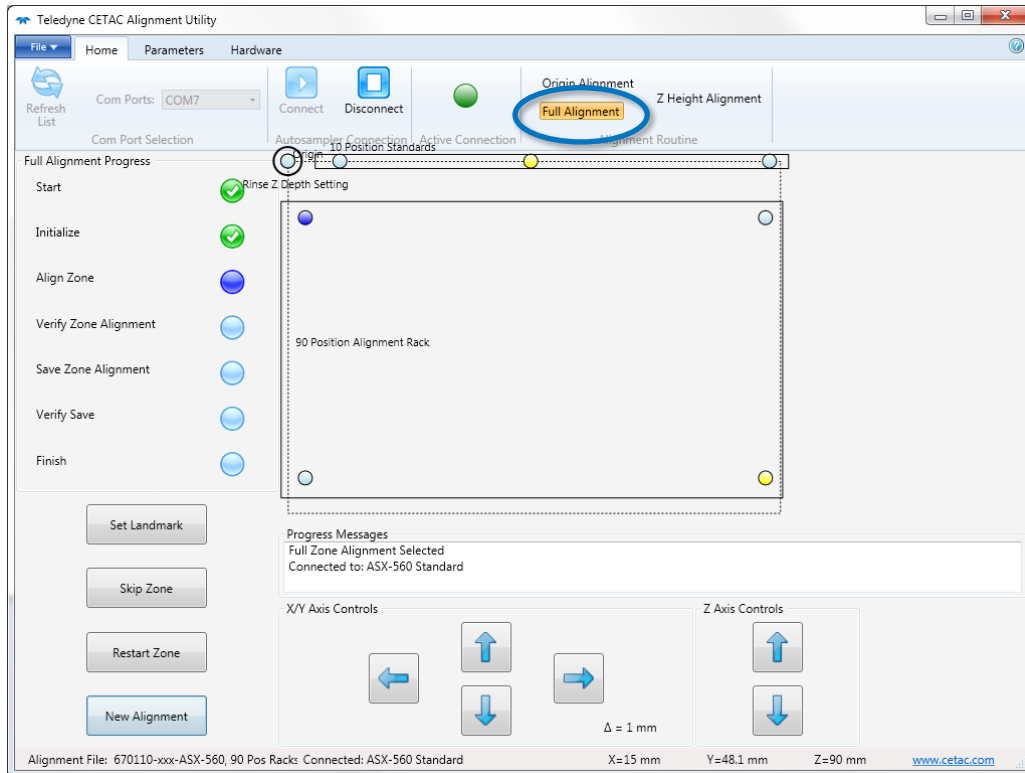 Teledyne CETAC Alignment Utility
File Home Parameters Hardware
Refresh List
Com Ports: COM7
Com Port Selection
Connect Disconnect
Autosampler Connection
Active Connection
Origin Alignment
Full Alignment
Z Height Alignment
Alignment Routine
Full Alignment Progress
Start
Initialize
Align Zone
Verify Zone Alignment
Save Zone Alignment
Verify Save
Finish
Origin
10 Position Standards
Rinse Z Depth Setting
90 Position Alignment Rack
Set Landmark
Skip Zone
Restart Zone
New Alignment
Progress Messages
Full Zone Alignment Selected
Connected to: ASX-560 Standard
X/Y Axis Controls
Δ = 1 mm
Z Axis Controls
Alignment File: 670110-xxx-ASX-560, 90 Pos Racks Connected: ASX-560 Standard X=15 mm Y=48.1 mm Z=90 mm www.cetac.com